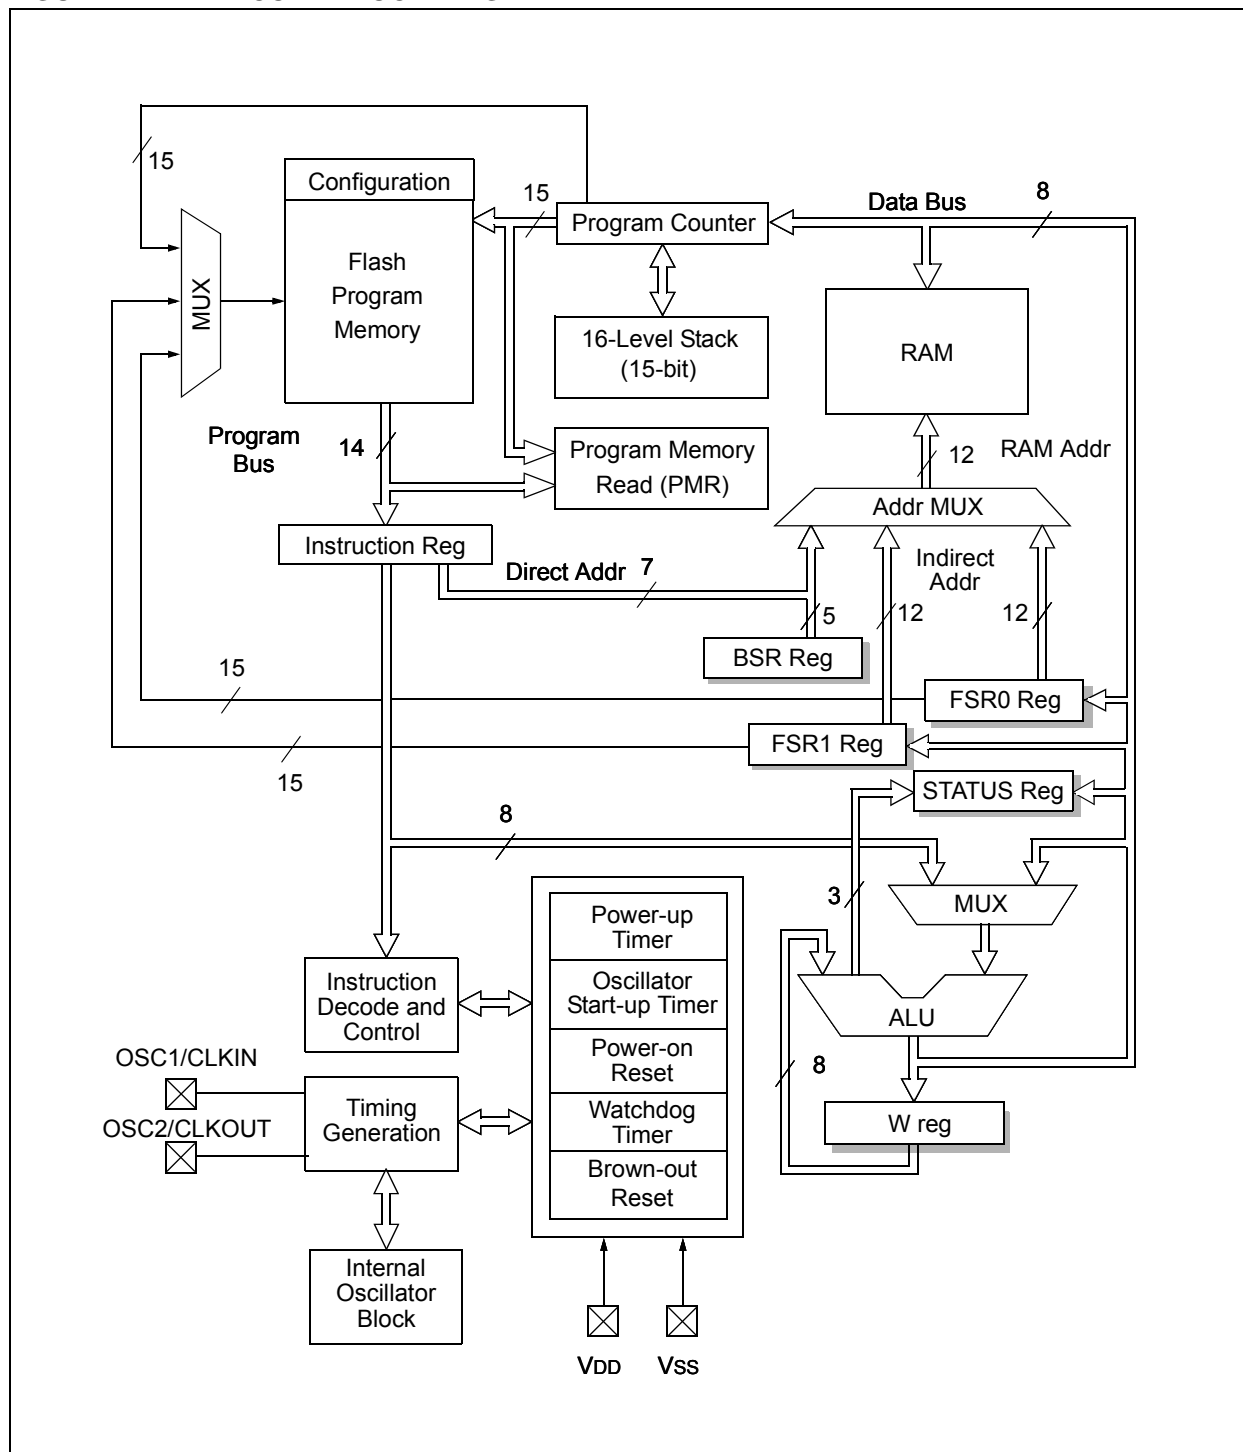 15
Configuration
15
Program Counter
Data Bus
8
MUX
Flash
Program
Memory
16-Level Stack
(15-bit)
RAM
Program
Bus
14
Program Memory
Read (PMR)
12
RAM Addr
Addr MUX
Instruction Reg
Direct Addr
7
Indirect
Addr
5
12
12
BSR Reg
15
FSR0 Reg
FSR1 Reg
15
STATUS Reg
8
3
MUX
Power-up
Timer
Instruction
Decode and
Control
Oscillator
Start-up Timer
ALU
OSC1/CLKIN
Power-on
Reset
8
OSC2/CLKOUT
Timing
Generation
Watchdog
Timer
W reg
Brown-out
Reset
Internal
Oscillator
Block
VDD
VSS